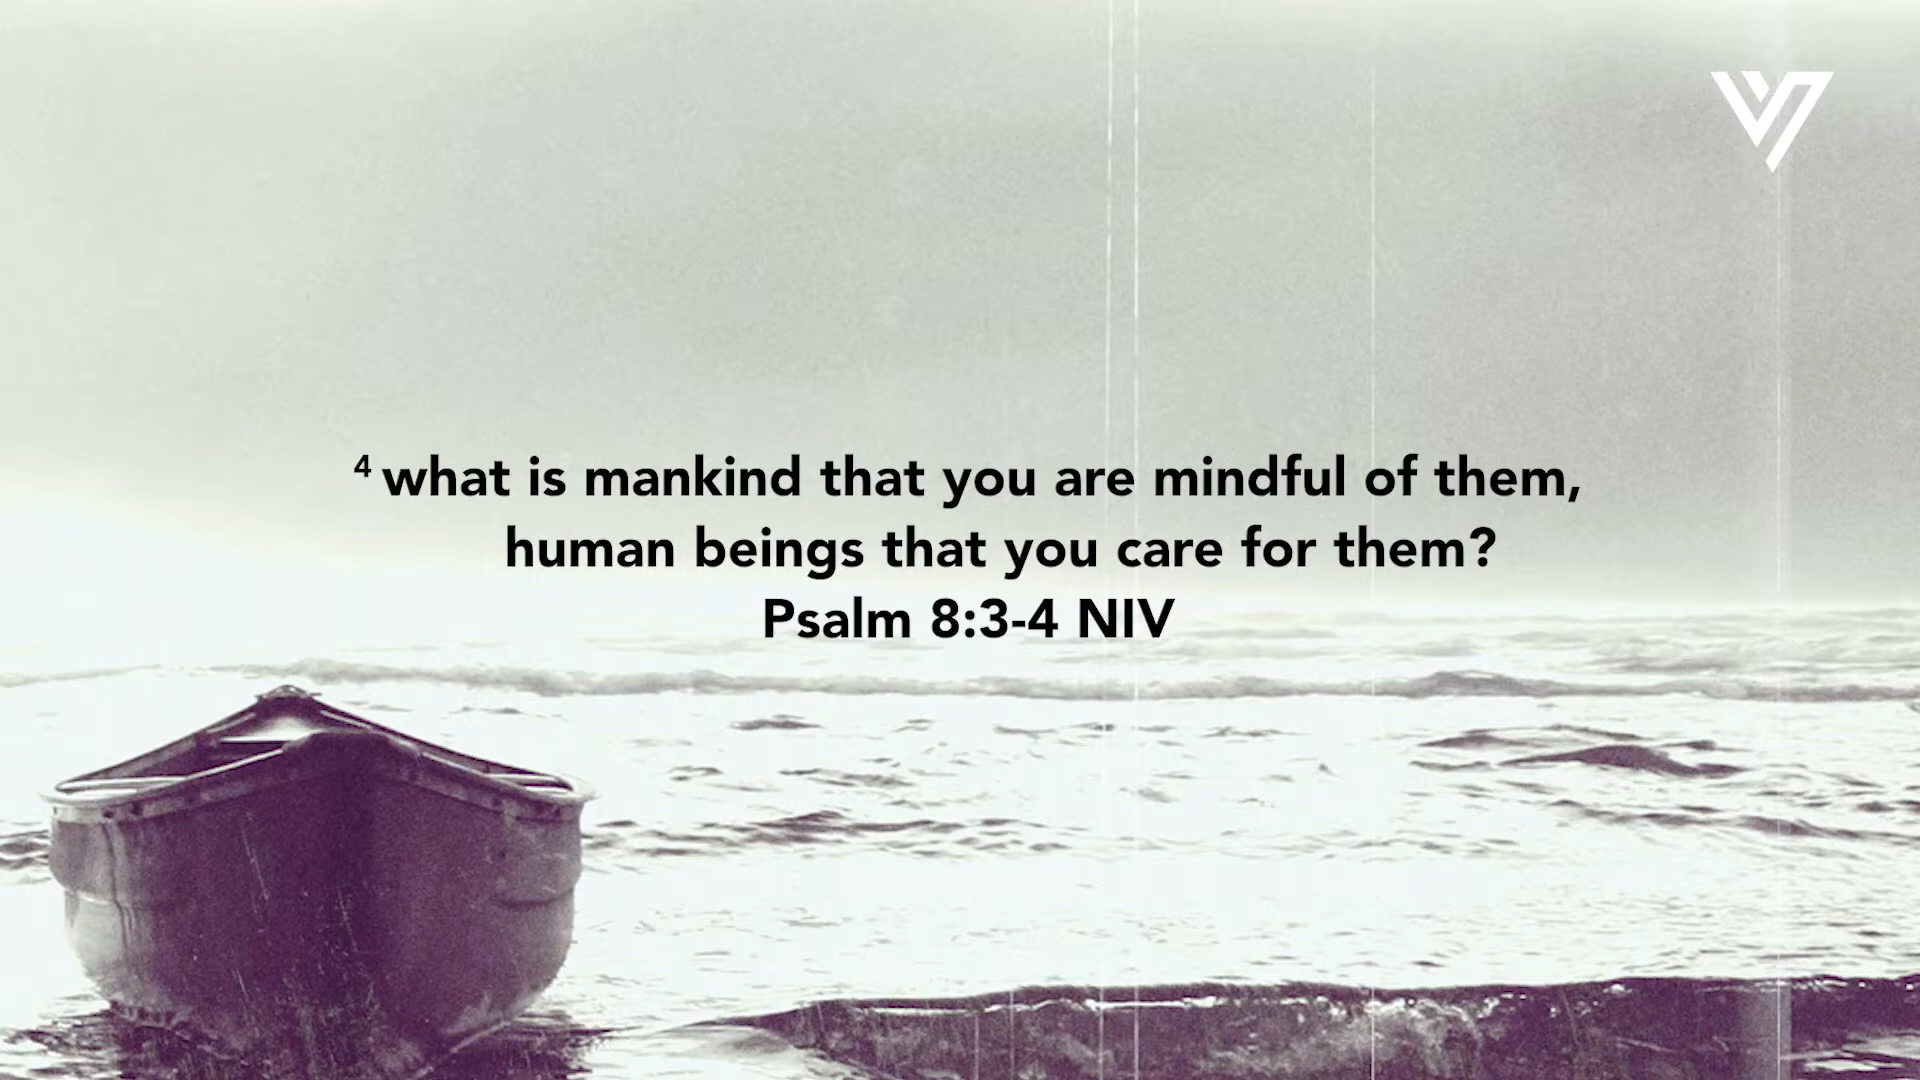 ⁴ what is mankind that you are mindful of them,
human beings that you care for them?
Psalm 8:3-4 NIV